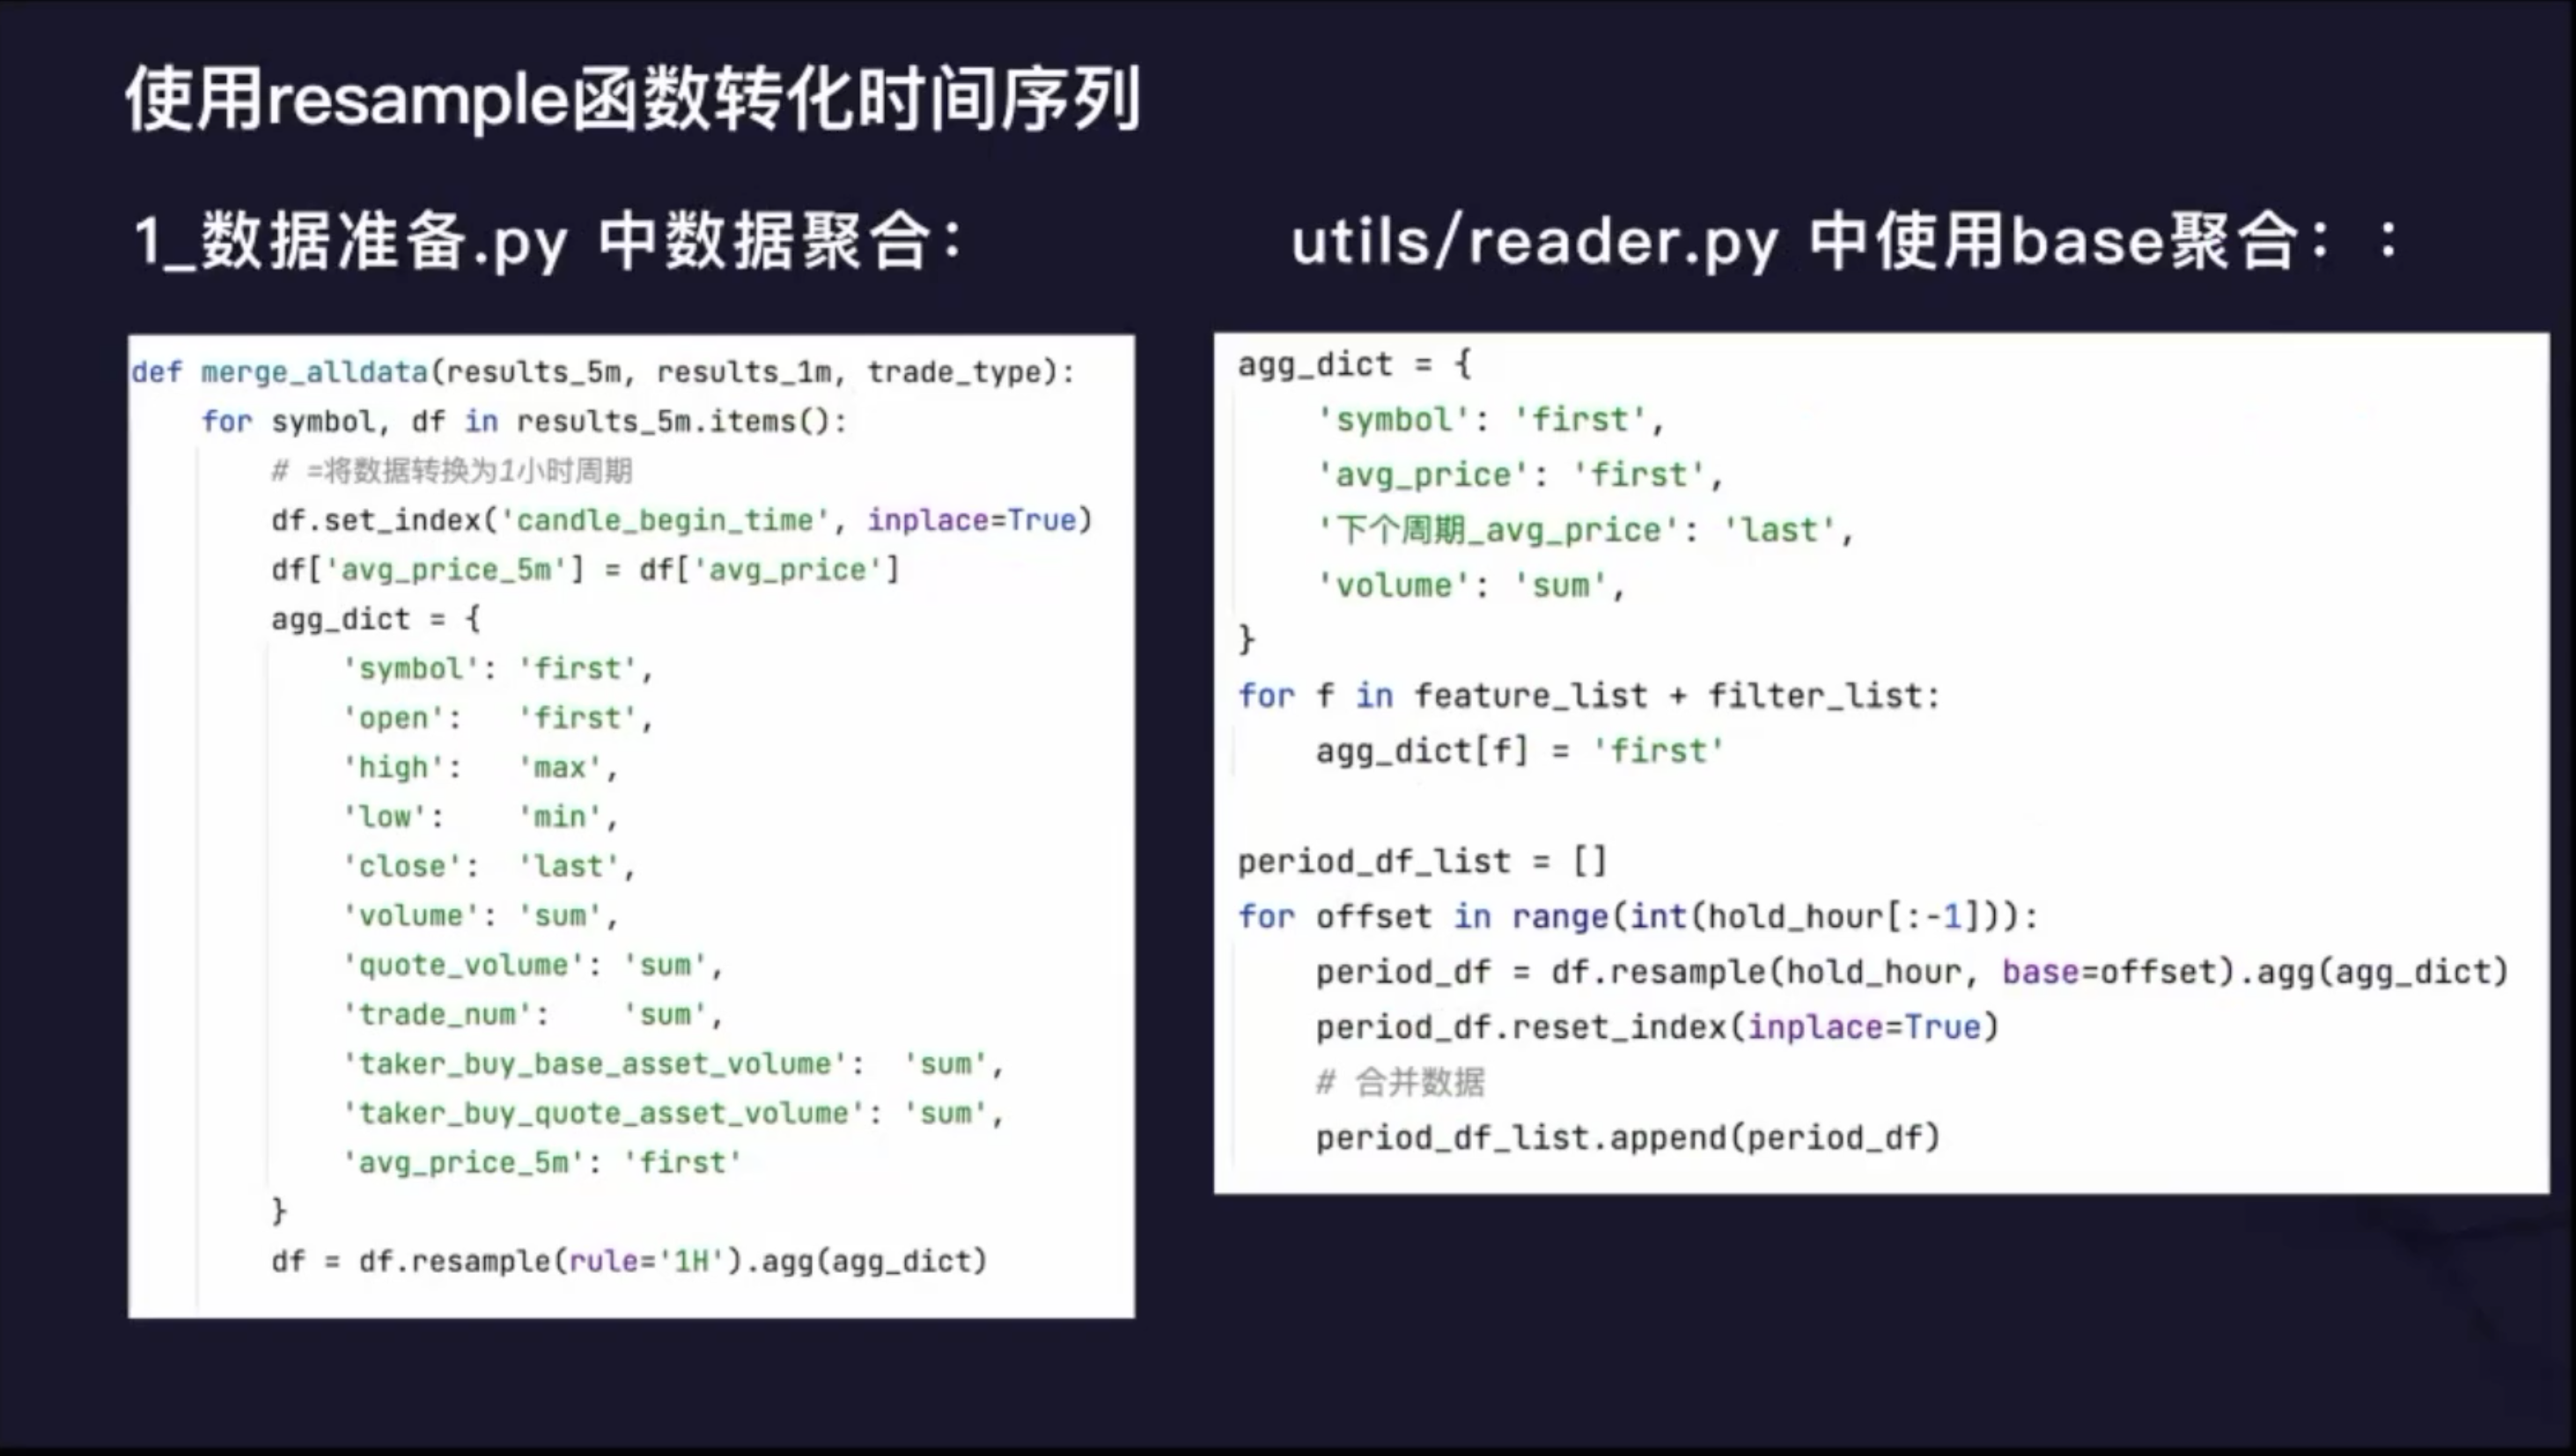 使用resample函数转化时间序列
1_数据准备.py 中数据聚合：
def merge_alldata(results_5m, results_1m, trade_type):
    for symbol, df in results_5m.items():
        # =将数据转换为1小时周期
        df.set_index('candle_begin_time', inplace=True)
        df['avg_price_5m'] = df['avg_price']
        agg_dict = {
            'symbol': 'first',
            'open':   'first',
            'high':   'max',
            'low':    'min',
            'close':  'last',
            'volume': 'sum',
            'quote_volume': 'sum',
            'trade_num':    'sum',
            'taker_buy_base_asset_volume':  'sum',
            'taker_buy_quote_asset_volume': 'sum',
            'avg_price_5m': 'first'
        }
        df = df.resample(rule='1H').agg(agg_dict)
utils/reader.py 中使用base聚合：：
agg_dict = {
    'symbol': 'first',
    'avg_price': 'first',
    '下个周期_avg_price': 'last',
    'volume': 'sum',
}
for f in feature_list + filter_list:
    agg_dict[f] = 'first'
period_df_list = []
for offset in range(int(hold_hour[:-1])):
    period_df = df.resample(hold_hour, base=offset).agg(agg_dict)
    period_df.reset_index(inplace=True)
    # 合并数据
    period_df_list.append(period_df)